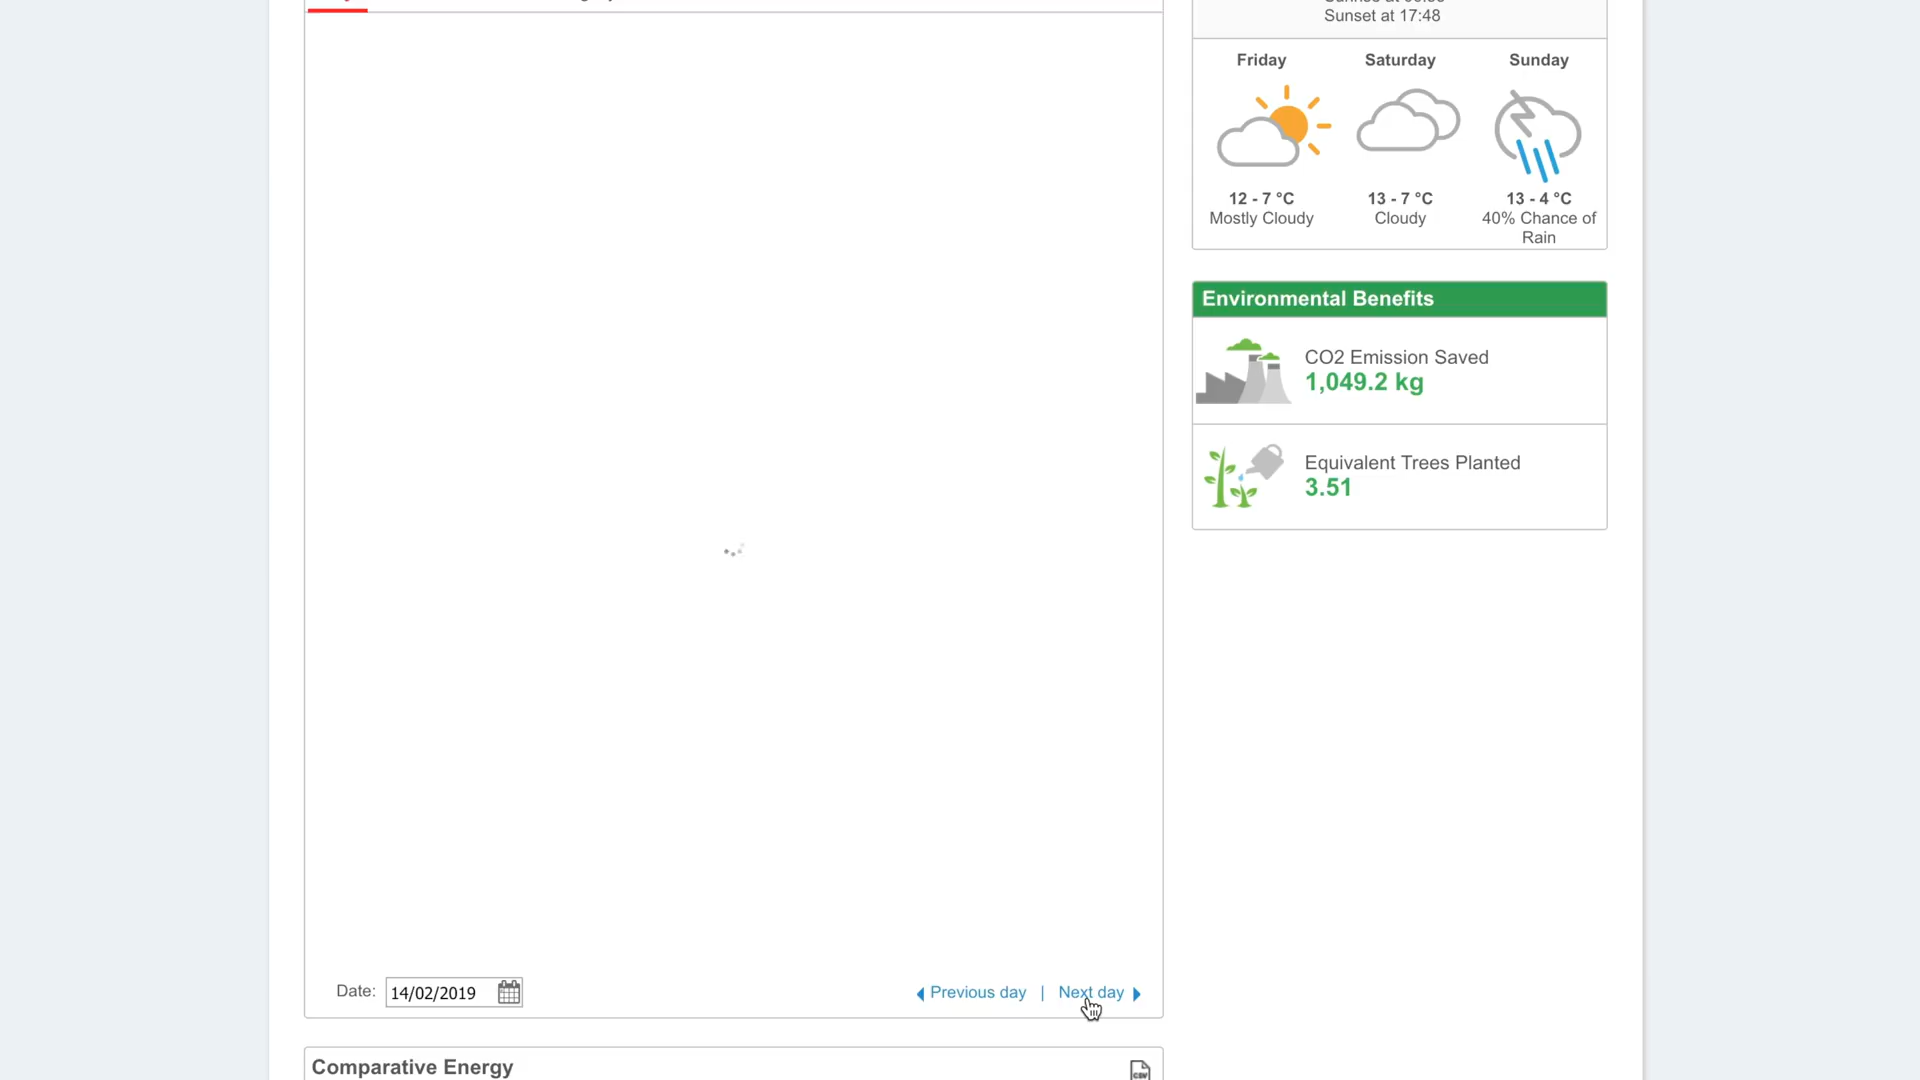 Sunset at 17:48
Friday
Saturday
Sunday
12 - 7 °C
Mostly Cloudy
13 - 7 °C
Cloudy
13 - 4 °C
40% Chance of
Rain
Environmental Benefits
CO2 Emission Saved
1,049.2 kg
Equivalent Trees Planted
3.51
Date: 14/02/2019
Previous day | Next day
Comparative Energy
CSV